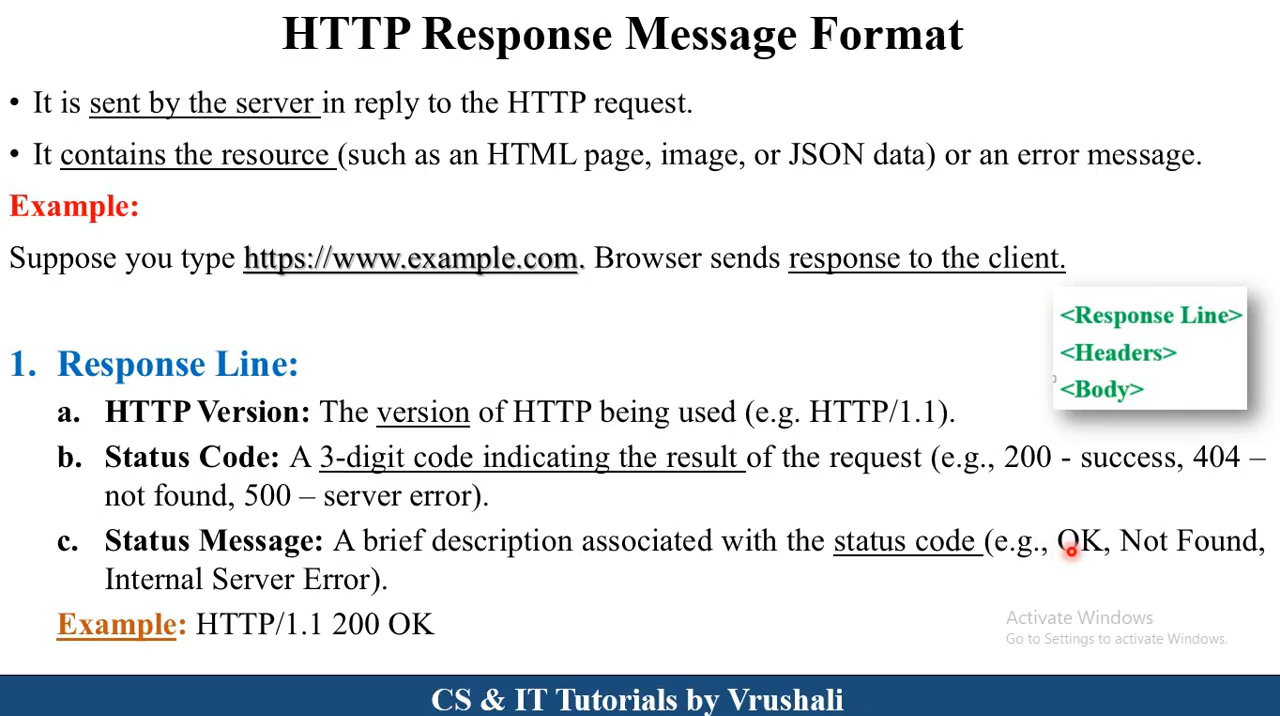 HTTP Response Message Format
• It is sent by the server in reply to the HTTP request.
• It contains the resource (such as an HTML page, image, or JSON data) or an error message.
Example:
Suppose you type https://www.example.com. Browser sends response to the client.
<Response Line>
<Headers>
<Body>
1. Response Line:
a. HTTP Version: The version of HTTP being used (e.g. HTTP/1.1).
b. Status Code: A 3-digit code indicating the result of the request (e.g., 200 - success, 404 –
not found, 500 – server error).
c. Status Message: A brief description associated with the status code (e.g., OK, Not Found,
Internal Server Error).
Example: HTTP/1.1 200 OK
Activate Windows
Go to Settings to activate Windows.
CS & IT Tutorials by Vrushali